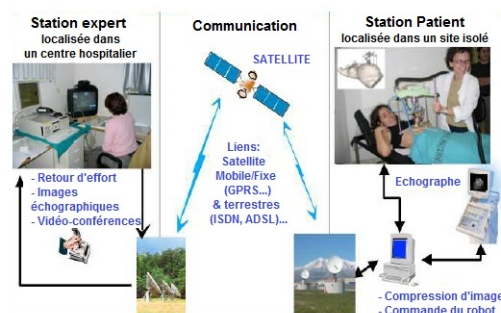 Station expert
localisée dans
un centre hospitalier
- Retour d'effort
- Images
échographiques
- Vidéo-conférences
Communication
SATELLITE
Liens:
Satellite
Mobile/Fixe
(GPRS...)
& terrestres
(ISDN, ADSL)...
Station Patient
localisée dans un site isolé
Echographe
- Compression d'image
- Commande du robot